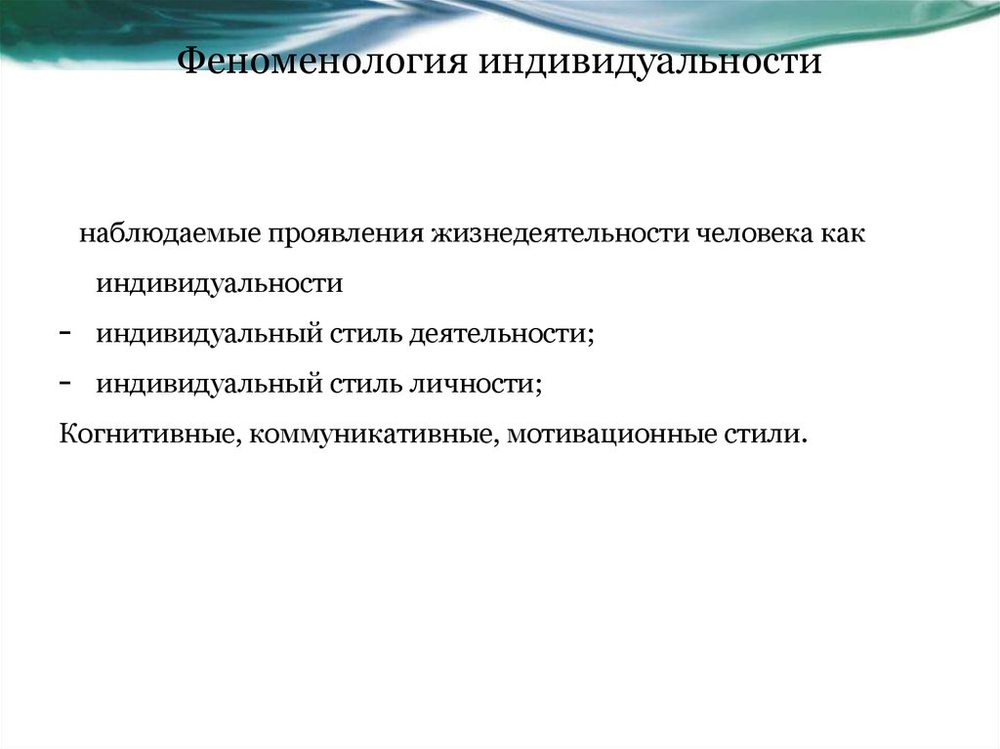 Феноменология индивидуальности
наблюдаемые проявления жизнедеятельности человека как
индивидуальности
- индивидуальный стиль деятельности;
- индивидуальный стиль личности;
Когнитивные, коммуникативные, мотивационные стили.